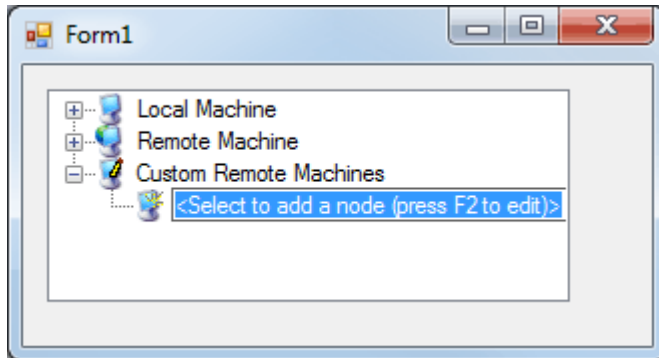 Form1
Local Machine
Remote Machine
Custom Remote Machines
<Select to add a node (press F2 to edit)>